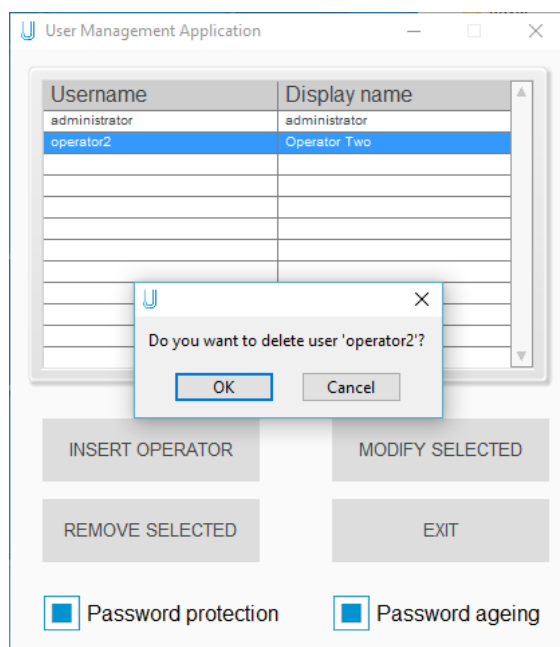 User Management Application
Username Display name
administrator administrator
operator2 Operator Two
Do you want to delete user 'operator2'?
OK Cancel
INSERT OPERATOR MODIFY SELECTED
REMOVE SELECTED EXIT
Password protection Password ageing